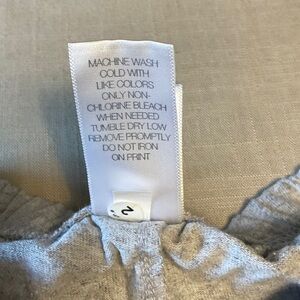 MACHINE WASH
COLD WITH
LIKE COLORS
ONLY NON-
CHLORINE BLEACH
WHEN NEEDED
TUMBLE DRY LOW
REMOVE PROMPTLY
DO NOT IRON
ON PRINT
2